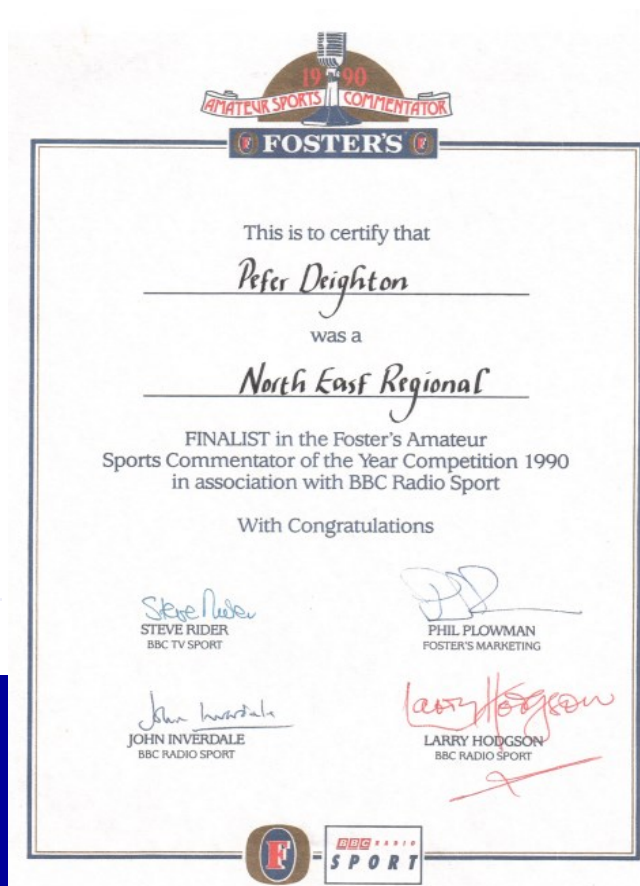 1990
AMATEUR SPORTS COMMENTATOR
F FOSTER'S F
This is to certify that
Peter Deighton
was a
North East Regional
FINALIST in the Foster's Amateur
Sports Commentator of the Year Competition 1990
in association with BBC Radio Sport
With Congratulations
Steve Rider
STEVE RIDER
BBC TV SPORT
PHIL PLOWMAN
FOSTER'S MARKETING
John Inverdale
JOHN INVERDALE
BBC RADIO SPORT
Larry Hodgson
LARRY HODGSON
BBC RADIO SPORT
F
BBC RADIO
SPORT